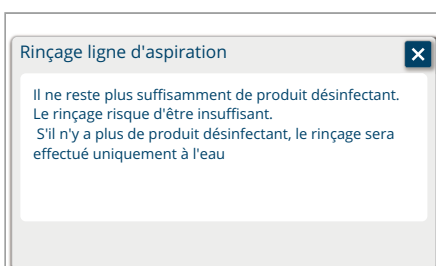 Rinçage ligne d'aspiration
Il ne reste plus suffisamment de produit désinfectant.
Le rinçage risque d'être insuffisant.
S'il n'y a plus de produit désinfectant, le rinçage sera
effectué uniquement à l'eau